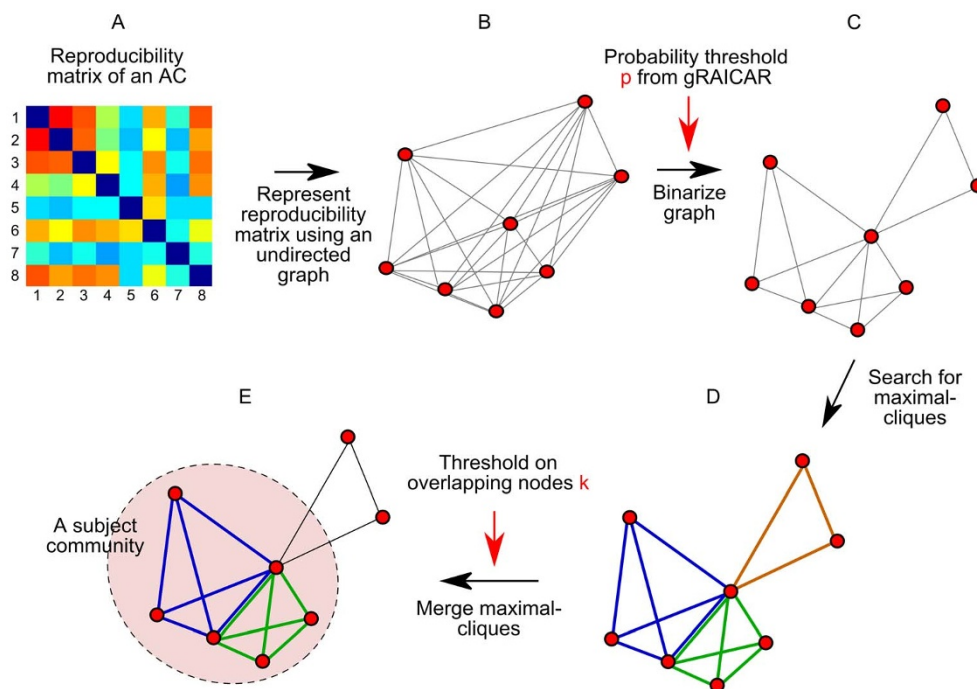 A
Reproducibility
matrix of an AC
1
2
3
4
5
6
7
8
1 2 3 4 5 6 7 8
Represent
reproducibility
matrix using an
undirected
graph
B
Probability threshold
p from gRAICAR
Binarize
graph
C
Search for
maximal-
cliques
D
Threshold on
overlapping nodes k
Merge maximal-
cliques
E
A subject
community